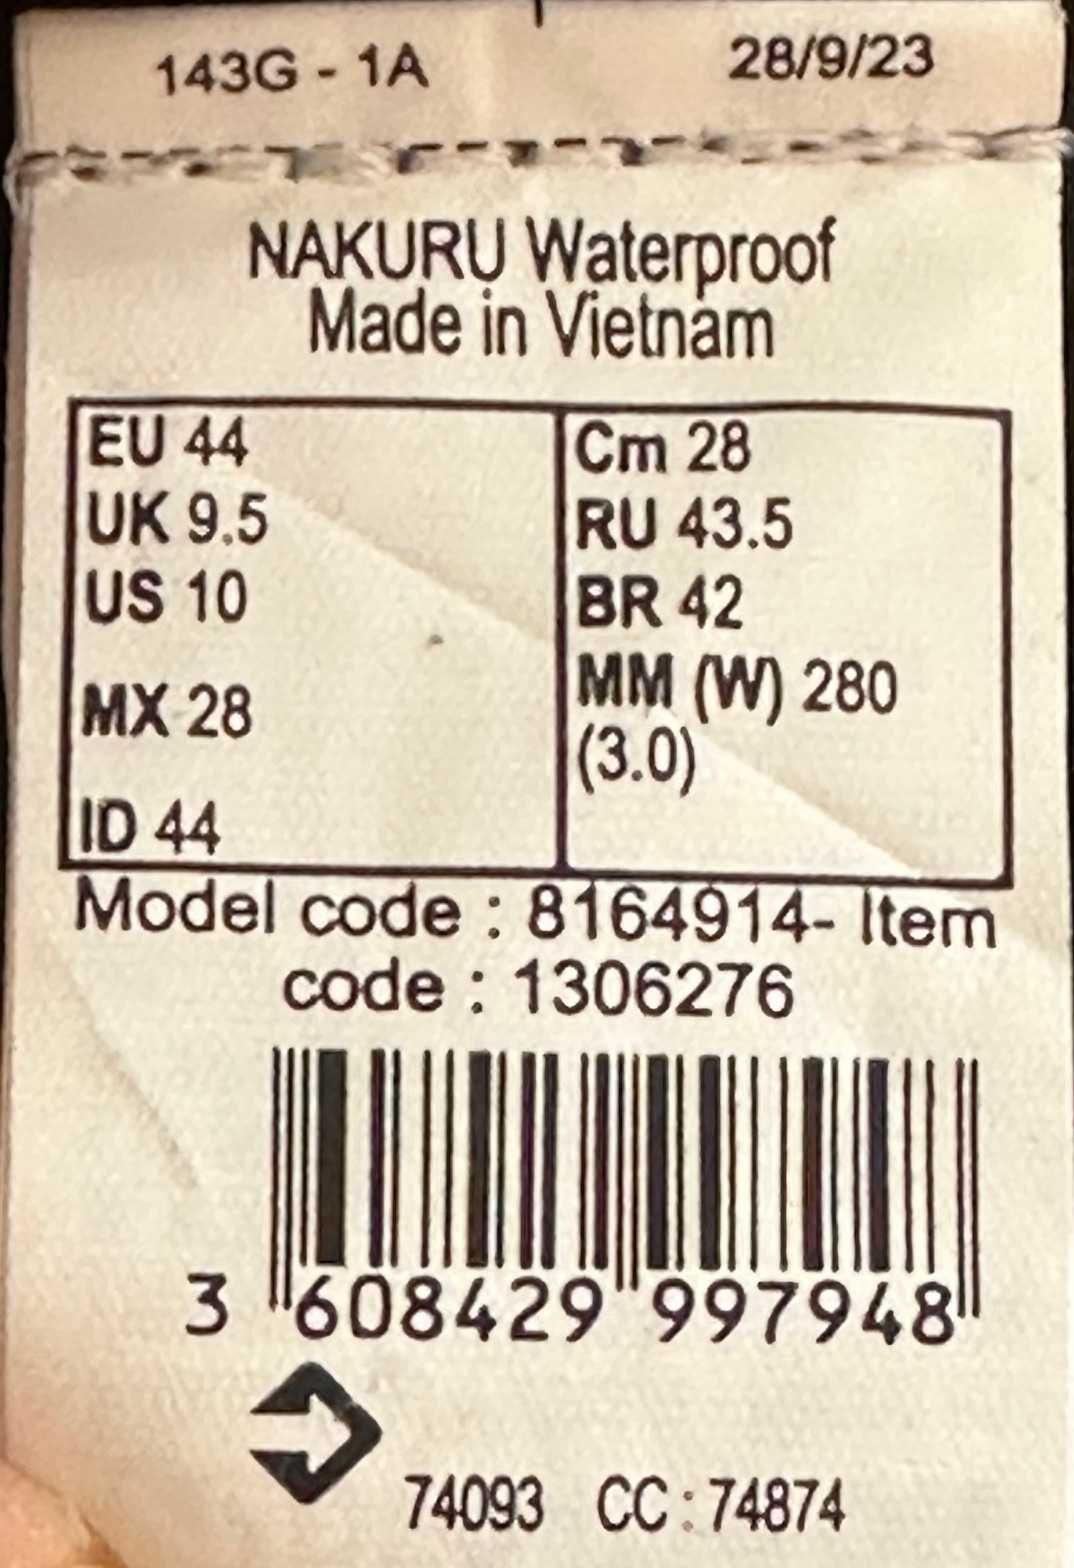 143G - 1A 28/9/23
NAKURU Waterproof
Made in Vietnam
EU 44
UK 9.5
US 10
MX 28
ID 44
Cm 28
RU 43.5
BR 42
MM (W) 280
(3.0)
Model code : 8164914- Item
code : 1306276
3 608429 997948
74093 CC : 74874